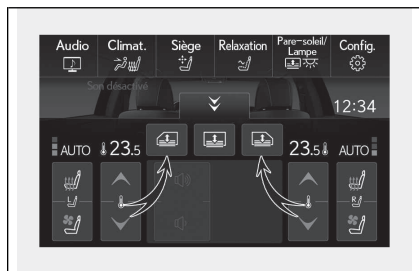 Audio Climat. Siège Relaxation Pare-soleil/ Lampe Config.
Son désactivé
12:34
AUTO 23.5 23.5 AUTO
L R